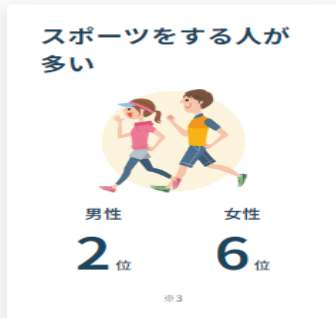 スポーツをする人が
多い
男性 女性
2位 6位
※3